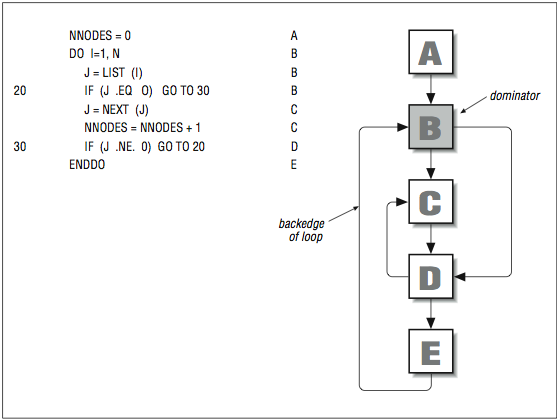 NNODES = 0 A
DO I=1, N B
J = LIST (I) B
20 IF (J .EQ O) GO TO 30 B
J = NEXT (J) C
NNODES = NNODES + 1 C
30 IF (J .NE. 0) GO TO 20 D
ENDDO E
A
dominator
B
C
backedge
of loop
D
E